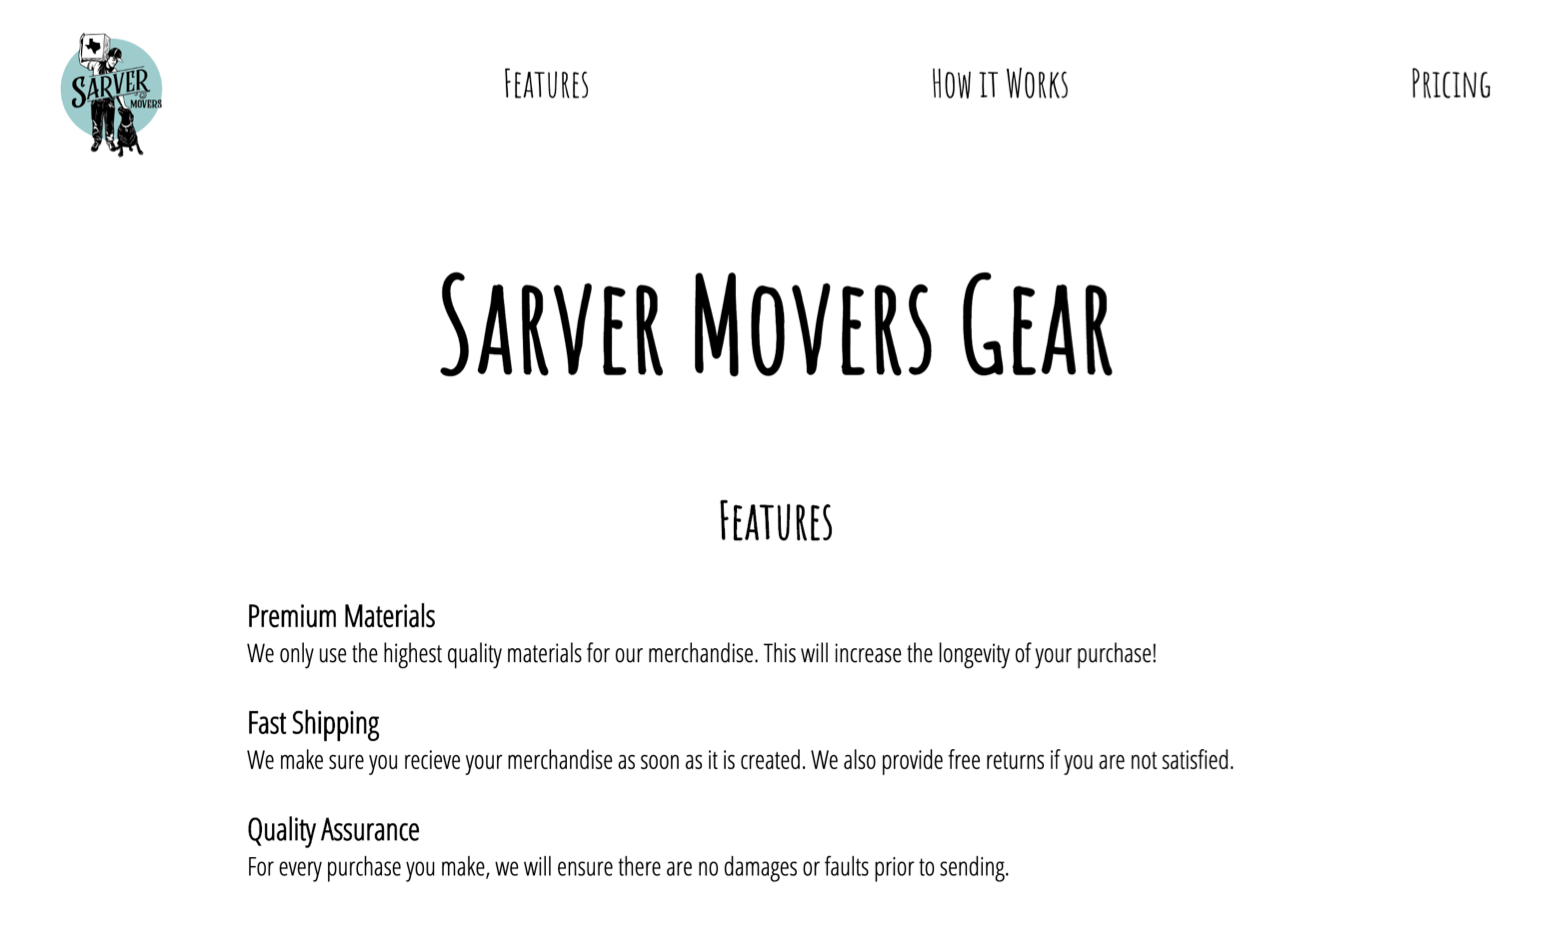 SARVER
MOVERS
Features
How it Works
Pricing
Sarver Movers Gear
Features
Premium Materials
We only use the highest quality materials for our merchandise. This will increase the longevity of your purchase!
Fast Shipping
We make sure you recieve your merchandise as soon as it is created. We also provide free returns if you are not satisfied.
Quality Assurance
For every purchase you make, we will ensure there are no damages or faults prior to sending.